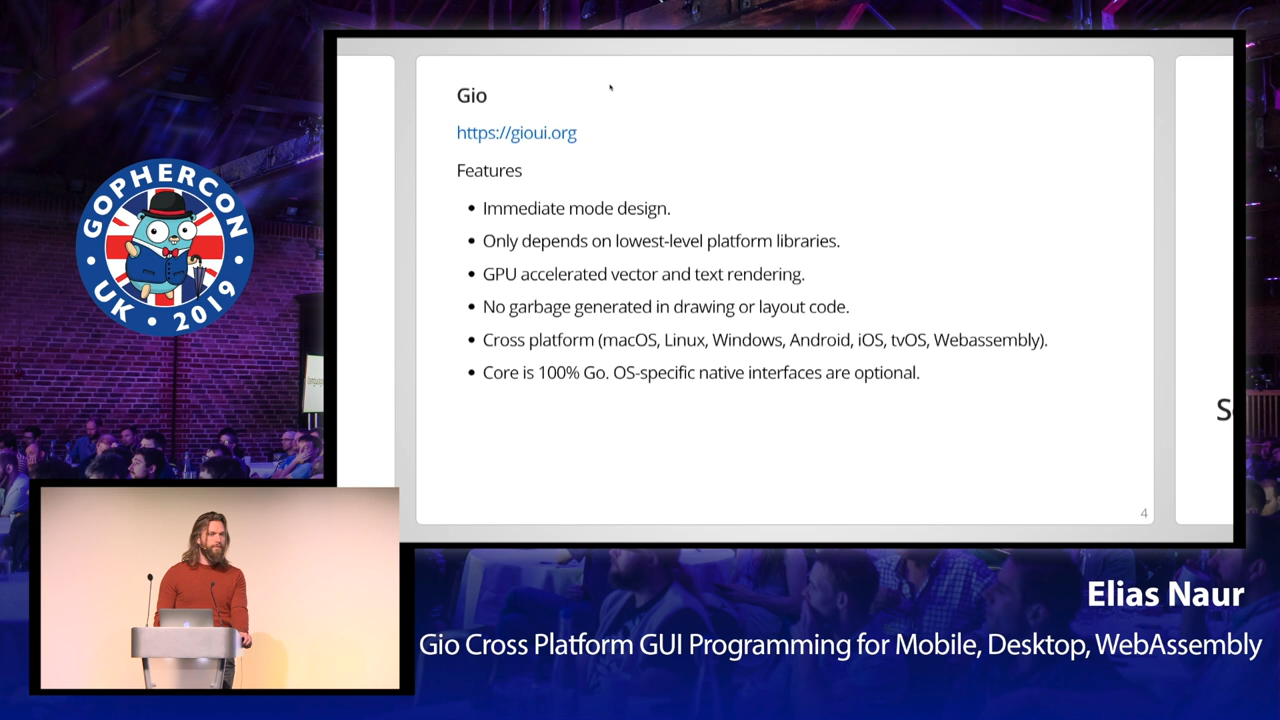 Gio
https://gioui.org
Features
• Immediate mode design.
• Only depends on lowest-level platform libraries.
• GPU accelerated vector and text rendering.
• No garbage generated in drawing or layout code.
• Cross platform (macOS, Linux, Windows, Android, iOS, tvOS, Webassembly).
• Core is 100% Go. OS-specific native interfaces are optional.
4
GOPHERCON
• UK • 2019 •
Elias Naur
Gio Cross Platform GUI Programming for Mobile, Desktop, WebAssembly